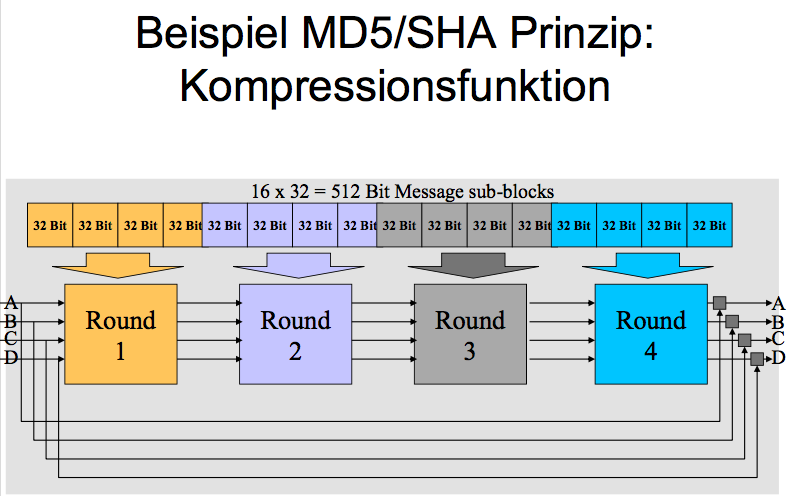 Beispiel MD5/SHA Prinzip:
Kompressionsfunktion
16 x 32 = 512 Bit Message sub-blocks
32 Bit 32 Bit 32 Bit 32 Bit 32 Bit 32 Bit 32 Bit 32 Bit 32 Bit 32 Bit 32 Bit 32 Bit 32 Bit 32 Bit 32 Bit 32 Bit
A A
B B
C C
D D
Round Round Round Round
1 2 3 4